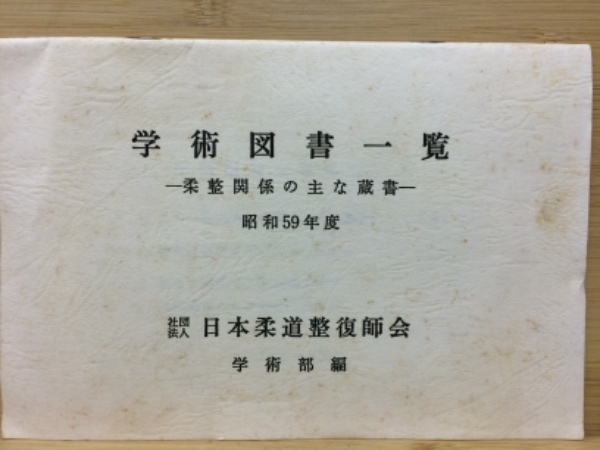 学術図書一覧
―柔整関係の主な蔵書―
昭和59年度
社団法人 日本柔道整復師会
学術部編